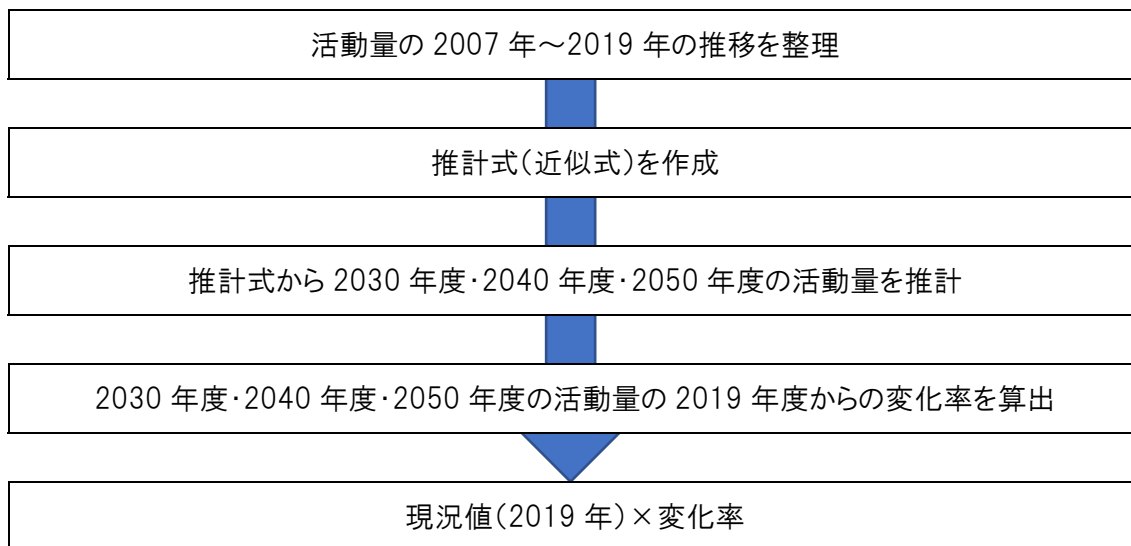 活動量の 2007 年～2019 年の推移を整理
推計式(近似式)を作成
推計式から 2030 年度・2040 年度・2050 年度の活動量を推計
2030 年度・2040 年度・2050 年度の活動量の 2019 年度からの変化率を算出
現況値(2019 年)×変化率